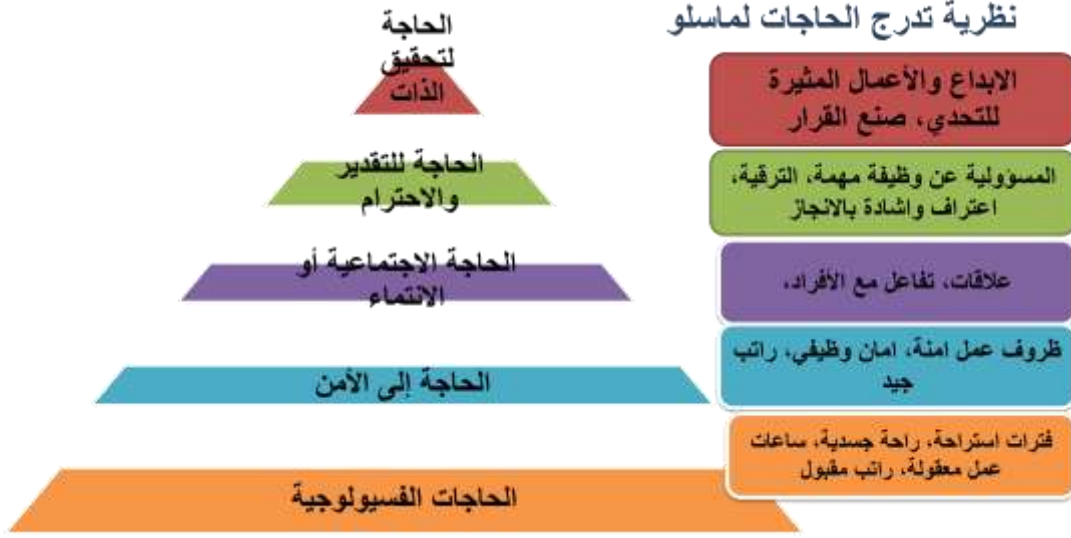 نظرية تدرج الحاجات لماسلو
الحاجة
لتحقيق
الذات
الابداع والأعمال المثيرة
للتحدي، صنع القرار
الحاجة للتقدير
والاحترام
المسؤولية عن وظيفة مهمة، الترقية،
اعتراف واشادة بالانجاز
الحاجة الاجتماعية أو
الانتماء
علاقات، تفاعل مع الأفراد،
الحاجة إلى الأمن
ظروف عمل امنة، امان وظيفي، راتب
جيد
الحاجات الفسيولوجية
فترات استراحة، راحة جسدية، ساعات
عمل معقولة، راتب مقبول